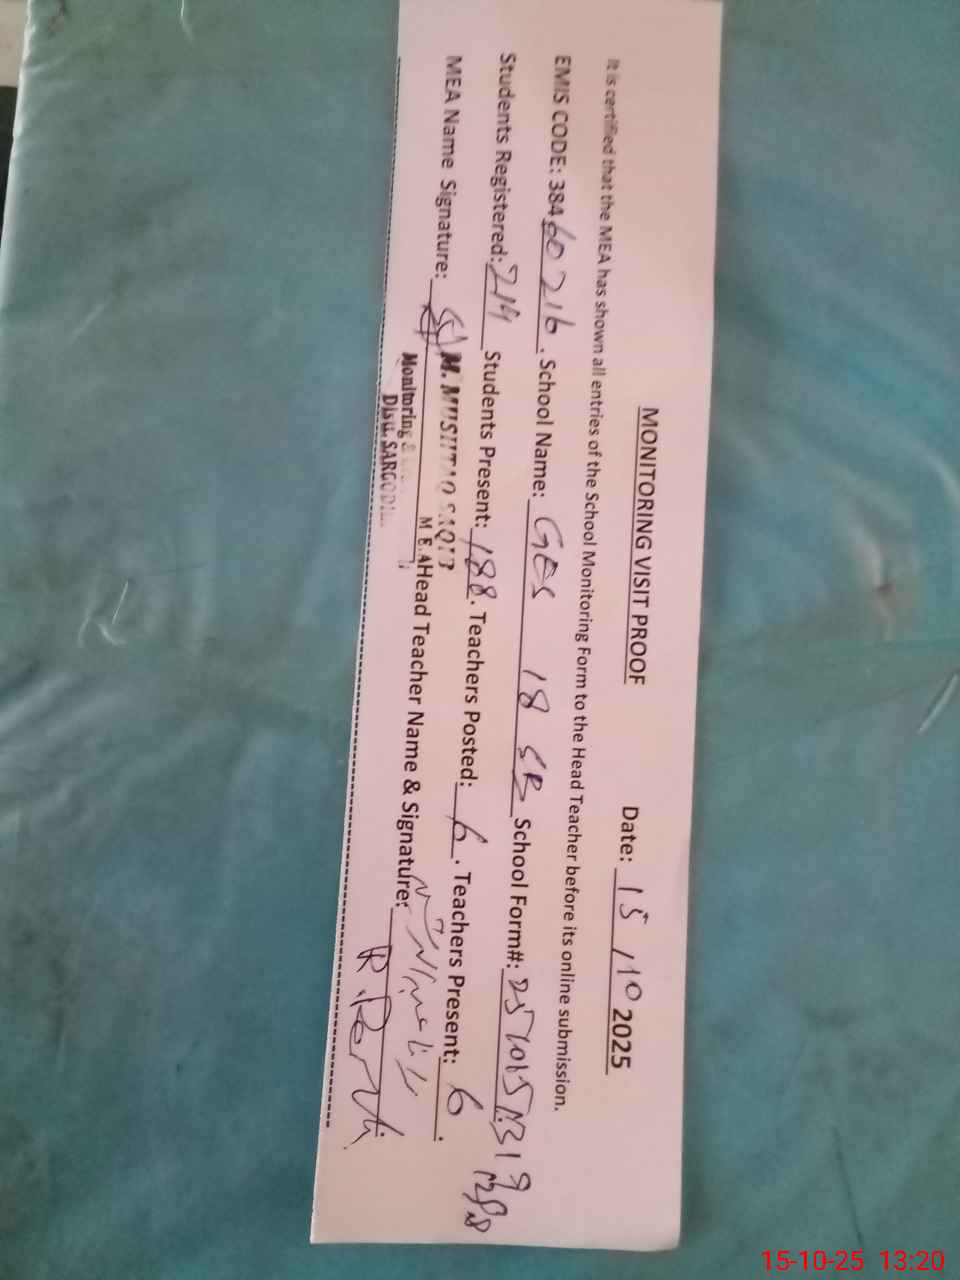 MONITORING VISIT PROOF Date: 15/10 2025
It is certified that the MEA has shown all entries of the School Monitoring Form to the Head Teacher before its online submission.
EMIS CODE: 38460216. School Name: GES 18 SB School Form#:
Students Registered: 214 Students Present: 188. Teachers Posted: 6. Teachers Present: 6.
MEA Name Signature: M. MUSHTAQ SAQIB M E.A Head Teacher Name & Signature:
Monitoring &
Distt. SARGODHA
15-10-25 13:20